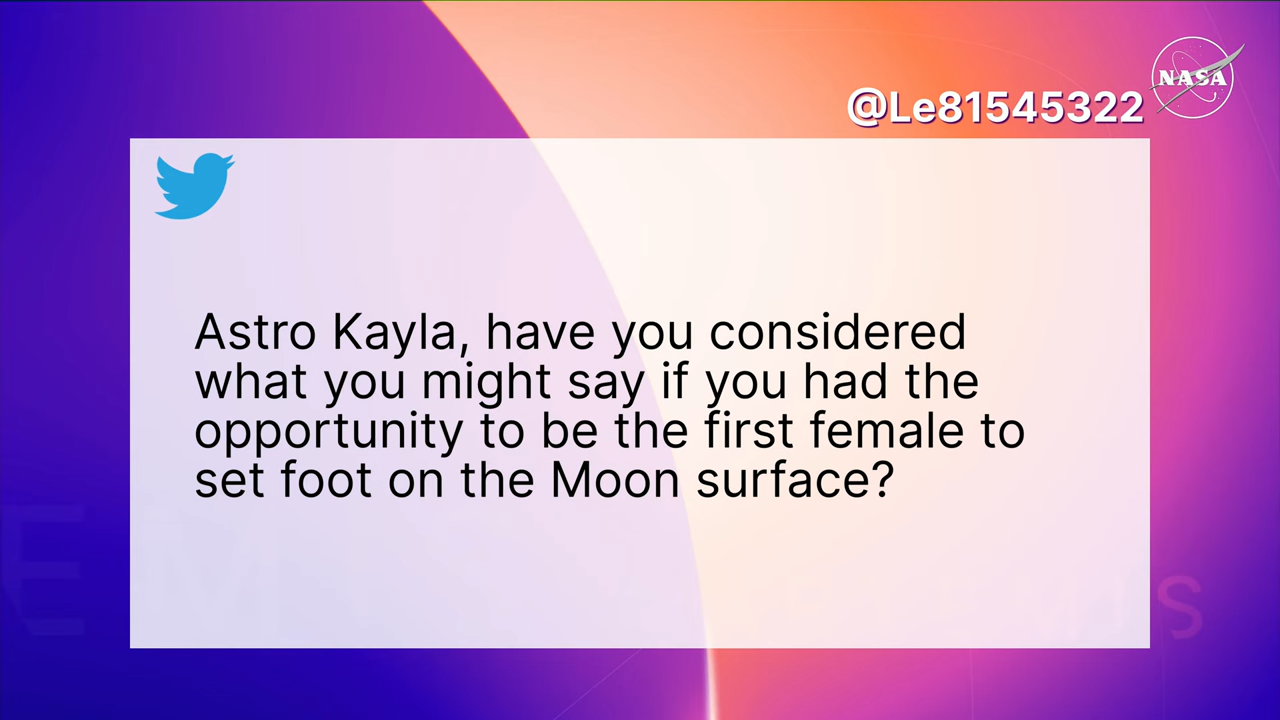 NASA
@Le81545322
Astro Kayla, have you considered
what you might say if you had the
opportunity to be the first female to
set foot on the Moon surface?